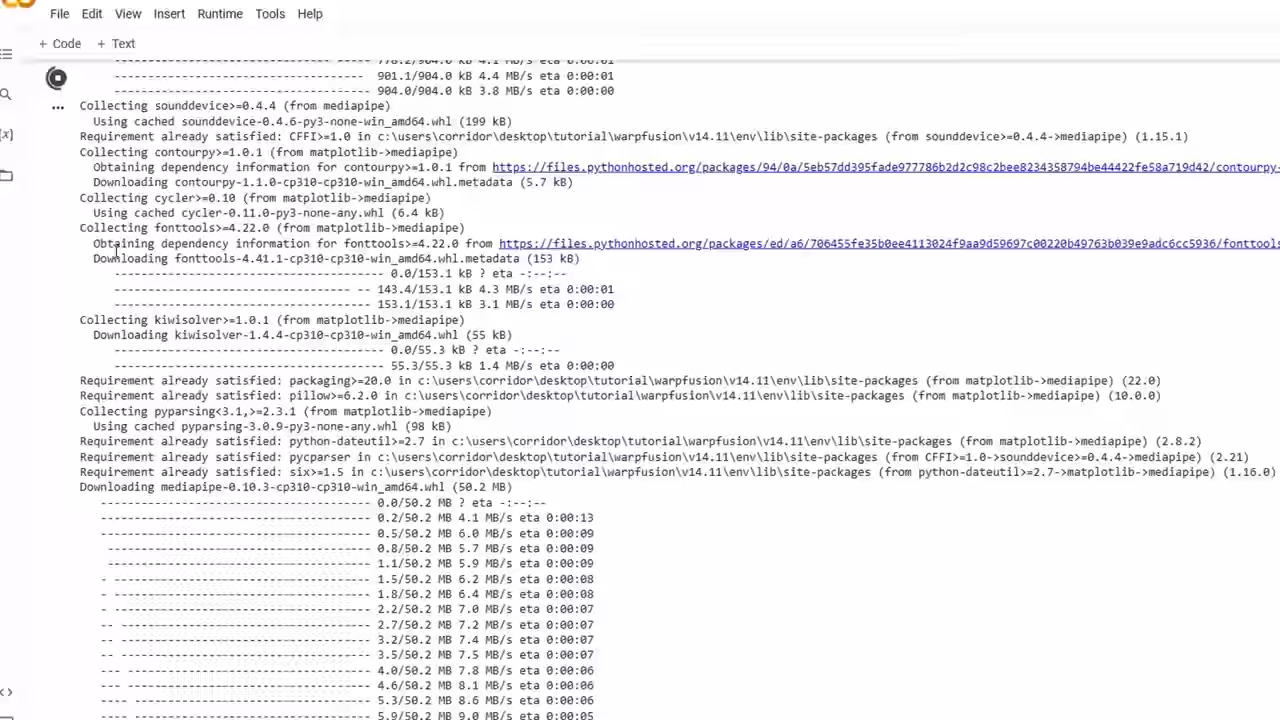 File Edit View Insert Runtime Tools Help
+ Code + Text
778.2/904.0 kB 4.1 MB/s eta 0:00:01
---------------------------------------- 901.1/904.0 kB 4.4 MB/s eta 0:00:01
---------------------------------------- 904.0/904.0 kB 3.8 MB/s eta 0:00:00
Collecting sounddevice>=0.4.4 (from mediapipe)
Using cached sounddevice-0.4.6-py3-none-win_amd64.whl (199 kB)
Requirement already satisfied: CFFI>=1.0 in c:\users\corridor\desktop\tutorial\warpfusion\v14.11\env\lib\site-packages (from sounddevice>=0.4.4->mediapipe) (1.15.1)
Collecting contourpy>=1.0.1 (from matplotlib->mediapipe)
Obtaining dependency information for contourpy>=1.0.1 from https://files.pythonhosted.org/packages/94/0a/5eb57dd395fade977786b2d2c98c2bee8234358794be44422fe58a719d42/contourpy-
Downloading contourpy-1.1.0-cp310-cp310-win_amd64.whl.metadata (5.7 kB)
Collecting cycler>=0.10 (from matplotlib->mediapipe)
Using cached cycler-0.11.0-py3-none-any.whl (6.4 kB)
Collecting fonttools>=4.22.0 (from matplotlib->mediapipe)
Obtaining dependency information for fonttools>=4.22.0 from https://files.pythonhosted.org/packages/ed/a6/706455fe35b0ee4113024f9aa9d59697c00220b49763b039e9adc6cc5936/fonttools
Downloading fonttools-4.41.1-cp310-cp310-win_amd64.whl.metadata (153 kB)
---------------------------------------- 0.0/153.1 kB ? eta -:--:--
------------------------------------- -- 143.4/153.1 kB 4.3 MB/s eta 0:00:01
---------------------------------------- 153.1/153.1 kB 3.1 MB/s eta 0:00:00
Collecting kiwisolver>=1.0.1 (from matplotlib->mediapipe)
Downloading kiwisolver-1.4.4-cp310-cp310-win_amd64.whl (55 kB)
---------------------------------------- 0.0/55.3 kB ? eta -:--:--
---------------------------------------- 55.3/55.3 kB 1.4 MB/s eta 0:00:00
Requirement already satisfied: packaging>=20.0 in c:\users\corridor\desktop\tutorial\warpfusion\v14.11\env\lib\site-packages (from matplotlib->mediapipe) (22.0)
Requirement already satisfied: pillow>=6.2.0 in c:\users\corridor\desktop\tutorial\warpfusion\v14.11\env\lib\site-packages (from matplotlib->mediapipe) (10.0.0)
Collecting pyparsing<3.1,>=2.3.1 (from matplotlib->mediapipe)
Using cached pyparsing-3.0.9-py3-none-any.whl (98 kB)
Requirement already satisfied: python-dateutil>=2.7 in c:\users\corridor\desktop\tutorial\warpfusion\v14.11\env\lib\site-packages (from matplotlib->mediapipe) (2.8.2)
Requirement already satisfied: pycparser in c:\users\corridor\desktop\tutorial\warpfusion\v14.11\env\lib\site-packages (from CFFI>=1.0->sounddevice>=0.4.4->mediapipe) (2.21)
Requirement already satisfied: six>=1.5 in c:\users\corridor\desktop\tutorial\warpfusion\v14.11\env\lib\site-packages (from python-dateutil>=2.7->matplotlib->mediapipe) (1.16.0)
Downloading mediapipe-0.10.3-cp310-cp310-win_amd64.whl (50.2 MB)
---------------------------------------- 0.0/50.2 MB ? eta -:--:--
---------------------------------------- 0.2/50.2 MB 4.1 MB/s eta 0:00:13
---------------------------------------- 0.5/50.2 MB 6.0 MB/s eta 0:00:09
--------------------------------------- 0.8/50.2 MB 5.7 MB/s eta 0:00:09
--------------------------------------- 1.1/50.2 MB 5.9 MB/s eta 0:00:09
- -------------------------------------- 1.5/50.2 MB 6.2 MB/s eta 0:00:08
- -------------------------------------- 1.8/50.2 MB 6.4 MB/s eta 0:00:08
- -------------------------------------- 2.2/50.2 MB 7.0 MB/s eta 0:00:07
-- ------------------------------------- 2.7/50.2 MB 7.2 MB/s eta 0:00:07
-- ------------------------------------- 3.2/50.2 MB 7.4 MB/s eta 0:00:07
-- ------------------------------------- 3.5/50.2 MB 7.5 MB/s eta 0:00:07
--- ------------------------------------ 4.0/50.2 MB 7.8 MB/s eta 0:00:06
--- ------------------------------------ 4.6/50.2 MB 8.1 MB/s eta 0:00:06
---- ----------------------------------- 5.3/50.2 MB 8.6 MB/s eta 0:00:06
---- ----------------------------------- 5.9/50.2 MB 9.0 MB/s eta 0:00:05